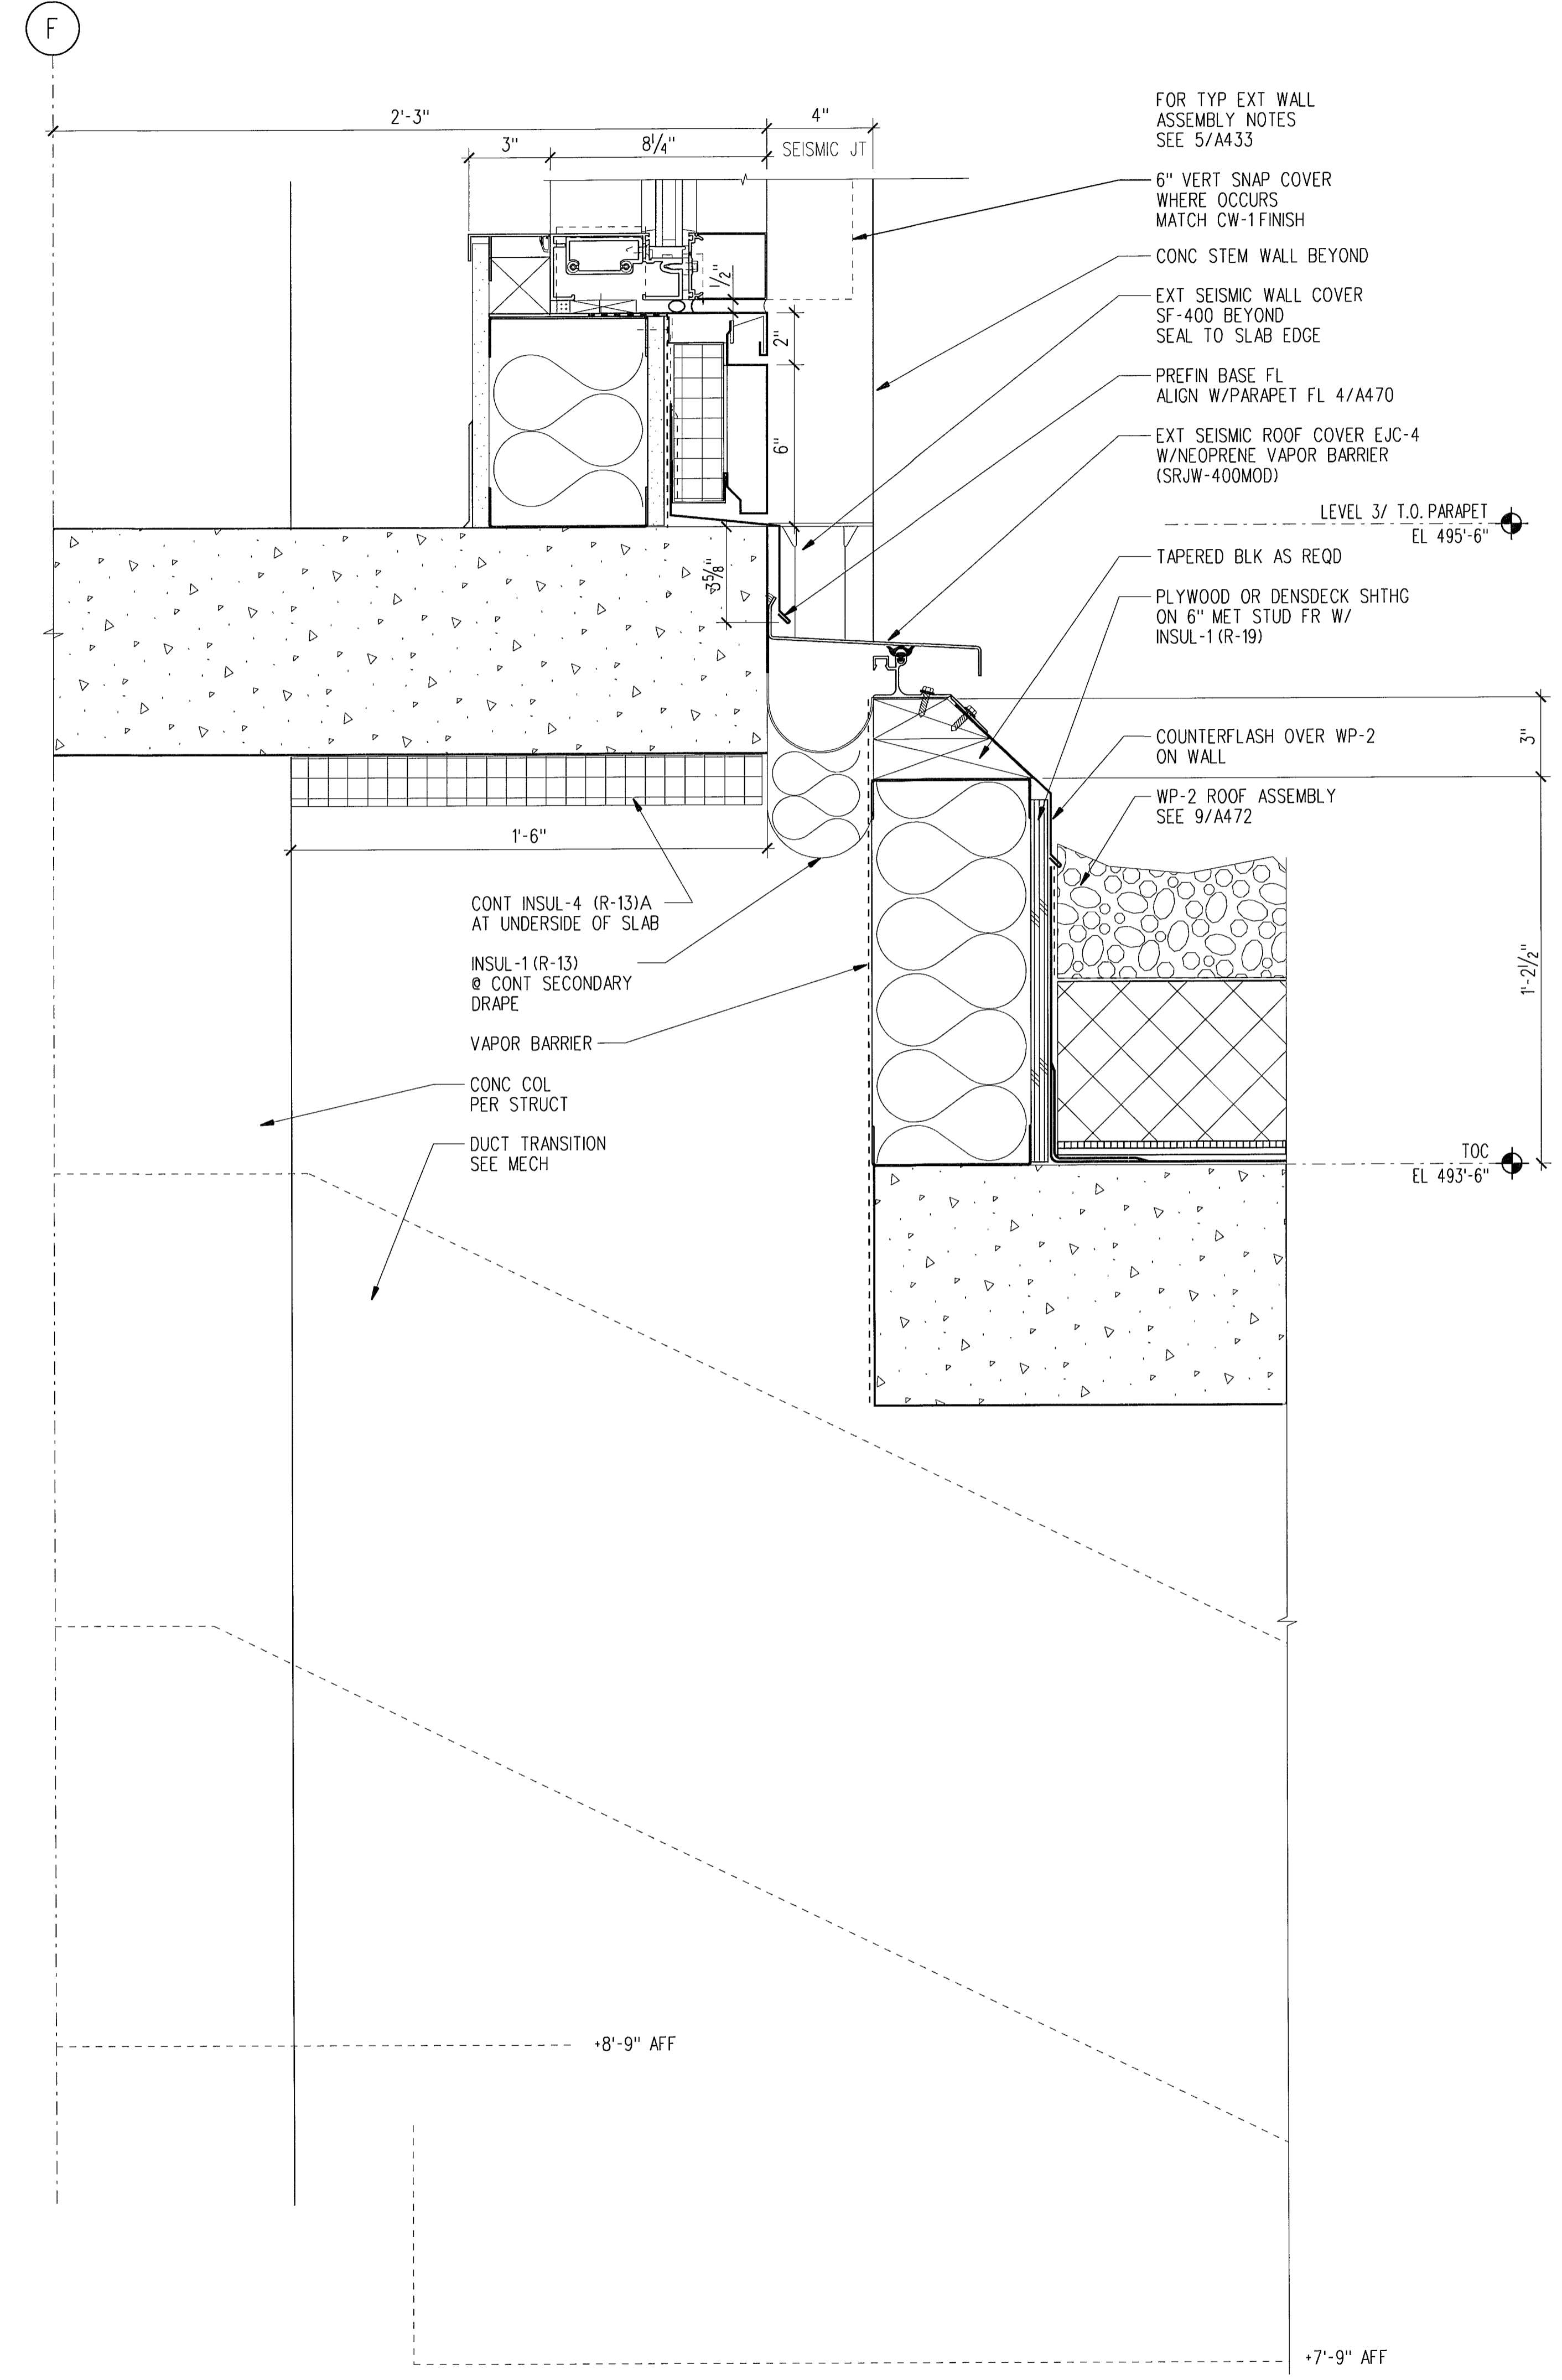 F
2'-3"
4"
3"
8¼"
SEISMIC JT
FOR TYP EXT WALL
ASSEMBLY NOTES
SEE 5/A433
6" VERT SNAP COVER
WHERE OCCURS
MATCH CW-1 FINISH
CONC STEM WALL BEYOND
EXT SEISMIC WALL COVER
SF-400 BEYOND
SEAL TO SLAB EDGE
PREFIN BASE FL
ALIGN W/PARAPET FL 4/A470
EXT SEISMIC ROOF COVER EJC-4
W/NEOPRENE VAPOR BARRIER
(SRJW-400MOD)
1/2"
2"
6"
3⅝"
LEVEL 3/ T.O. PARAPET
EL 495'-6"
TAPERED BLK AS REQD
PLYWOOD OR DENSDECK SHTHG
ON 6" MET STUD FR W/
INSUL-1 (R-19)
COUNTERFLASH OVER WP-2
ON WALL
WP-2 ROOF ASSEMBLY
SEE 9/A472
3"
1'-2½"
1'-6"
CONT INSUL-4 (R-13)A
AT UNDERSIDE OF SLAB
INSUL-1 (R-13)
@ CONT SECONDARY
DRAPE
VAPOR BARRIER
CONC COL
PER STRUCT
DUCT TRANSITION
SEE MECH
TOC
EL 493'-6"
+8'-9" AFF
+7'-9" AFF